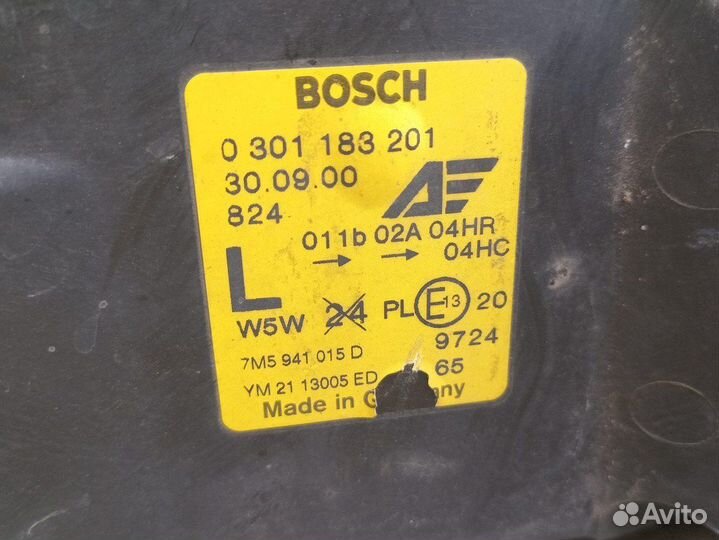 BOSCH
0 301 183 201
30.09.00
824
AE
011b 02A 04HR
→ → 04HC
L
W5W 24 PL E 13 20
7M5 941 015 D 9724
YM 21 13005 ED 65
Made in
Avito